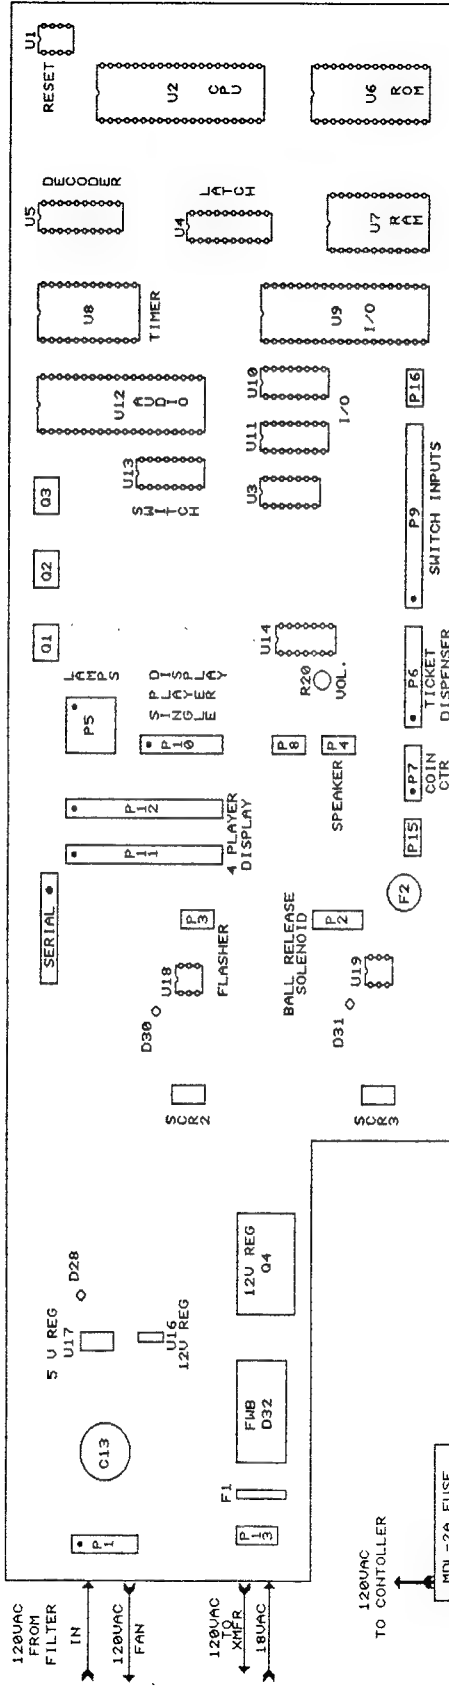 U1
RESET
U2
CPU
U6
ROM
U5
DECODER
U4
LATCH
U7
RAM
U8
TIMER
U9
I/O
U12
AUDIO
U10
U11
I/O
U13
SWITCH
U3
P16
Q3
Q2
Q1
P9
SWITCH INPUTS
U14
R20
VOL.
P5
LAMPS
P10
SINGLE
PLAYER
DISPLAY
P8
P4
SPEAKER
P6
TICKET
DISPENSER
P7
COIN
CTR
P15
P12
P11
4 PLAYER
DISPLAY
SERIAL
F2
P3
FLASHER
U18
D30
P2
BALL RELEASE
SOLENOID
U19
D31
SCR2
SCR3
D28
5 V REG
U17
U16
12V REG
12V REG
Q4
C13
FWB
D32
F1
P1
P13
120VAC
FROM
FILTER
IN
120VAC
FAN
120VAC
TO
XMFR
18VAC
120VAC
TO CONTOLLER
MDL-2A FUSE